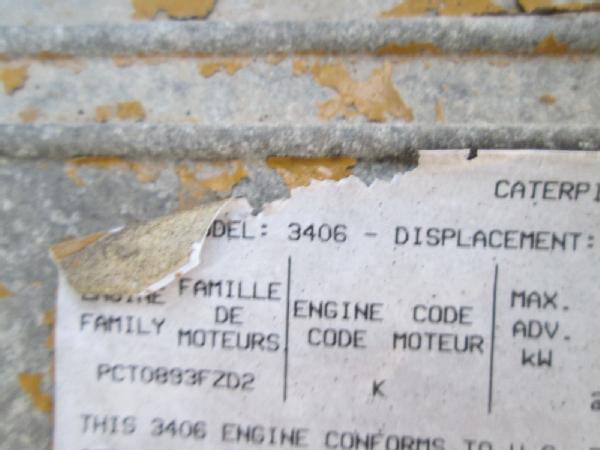 CATERPI
DEL: 3406 - DISPLACEMENT:
ENGINE FAMILLE
FAMILY DE
MOTEURS
ENGINE CODE
CODE MOTEUR
MAX.
ADV.
kW
PCT0893FZD2
K
THIS 3406 ENGINE CONFORMS TO U.S.